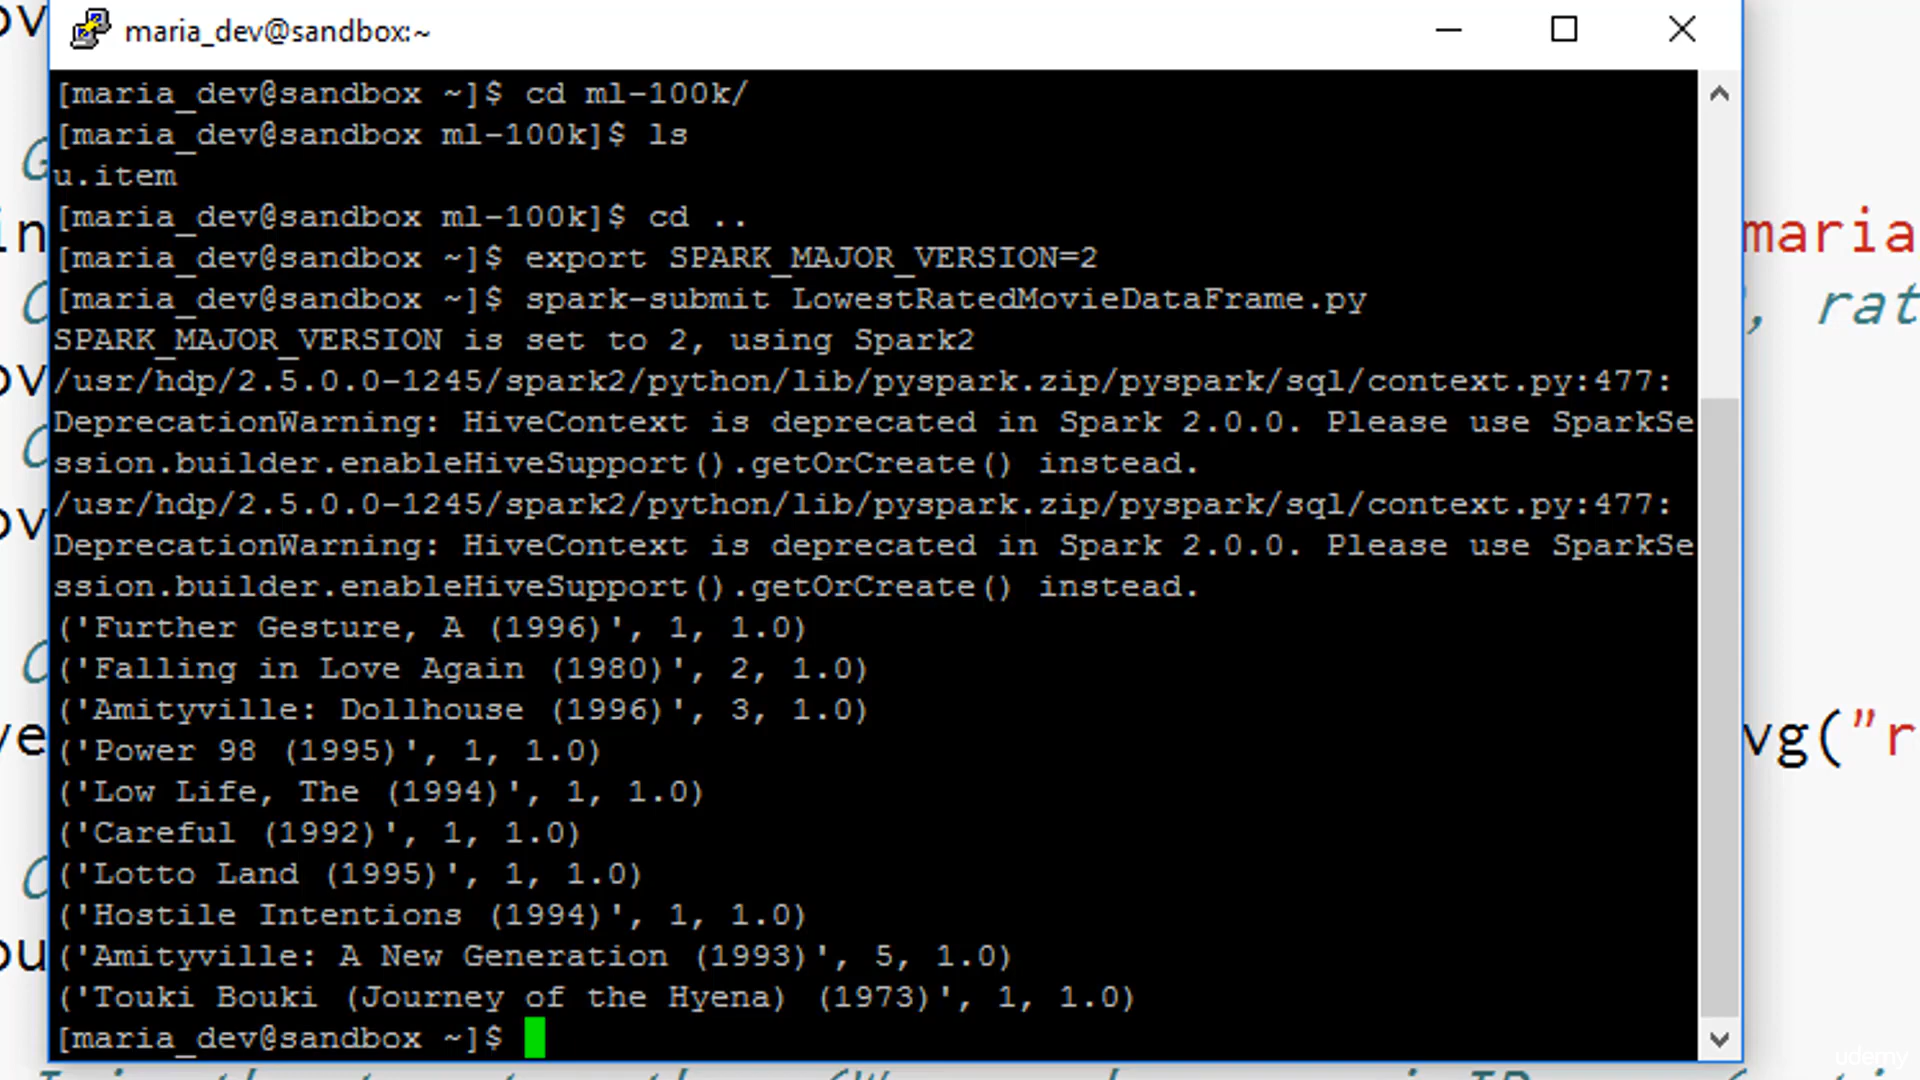 maria_dev@sandbox:~
[maria_dev@sandbox ~]$ cd ml-100k/
[maria_dev@sandbox ml-100k]$ ls
u.item
[maria_dev@sandbox ml-100k]$ cd ..
[maria_dev@sandbox ~]$ export SPARK_MAJOR_VERSION=2
[maria_dev@sandbox ~]$ spark-submit LowestRatedMovieDataFrame.py
SPARK_MAJOR_VERSION is set to 2, using Spark2
/usr/hdp/2.5.0.0-1245/spark2/python/lib/pyspark.zip/pyspark/sql/context.py:477:
DeprecationWarning: HiveContext is deprecated in Spark 2.0.0. Please use SparkSe
ssion.builder.enableHiveSupport().getOrCreate() instead.
/usr/hdp/2.5.0.0-1245/spark2/python/lib/pyspark.zip/pyspark/sql/context.py:477:
DeprecationWarning: HiveContext is deprecated in Spark 2.0.0. Please use SparkSe
ssion.builder.enableHiveSupport().getOrCreate() instead.
('Further Gesture, A (1996)', 1, 1.0)
('Falling in Love Again (1980)', 2, 1.0)
('Amityville: Dollhouse (1996)', 3, 1.0)
('Power 98 (1995)', 1, 1.0)
('Low Life, The (1994)', 1, 1.0)
('Careful (1992)', 1, 1.0)
('Lotto Land (1995)', 1, 1.0)
('Hostile Intentions (1994)', 1, 1.0)
('Amityville: A New Generation (1993)', 5, 1.0)
('Touki Bouki (Journey of the Hyena) (1973)', 1, 1.0)
[maria_dev@sandbox ~]$
maria
, rat
vg("r
udemy